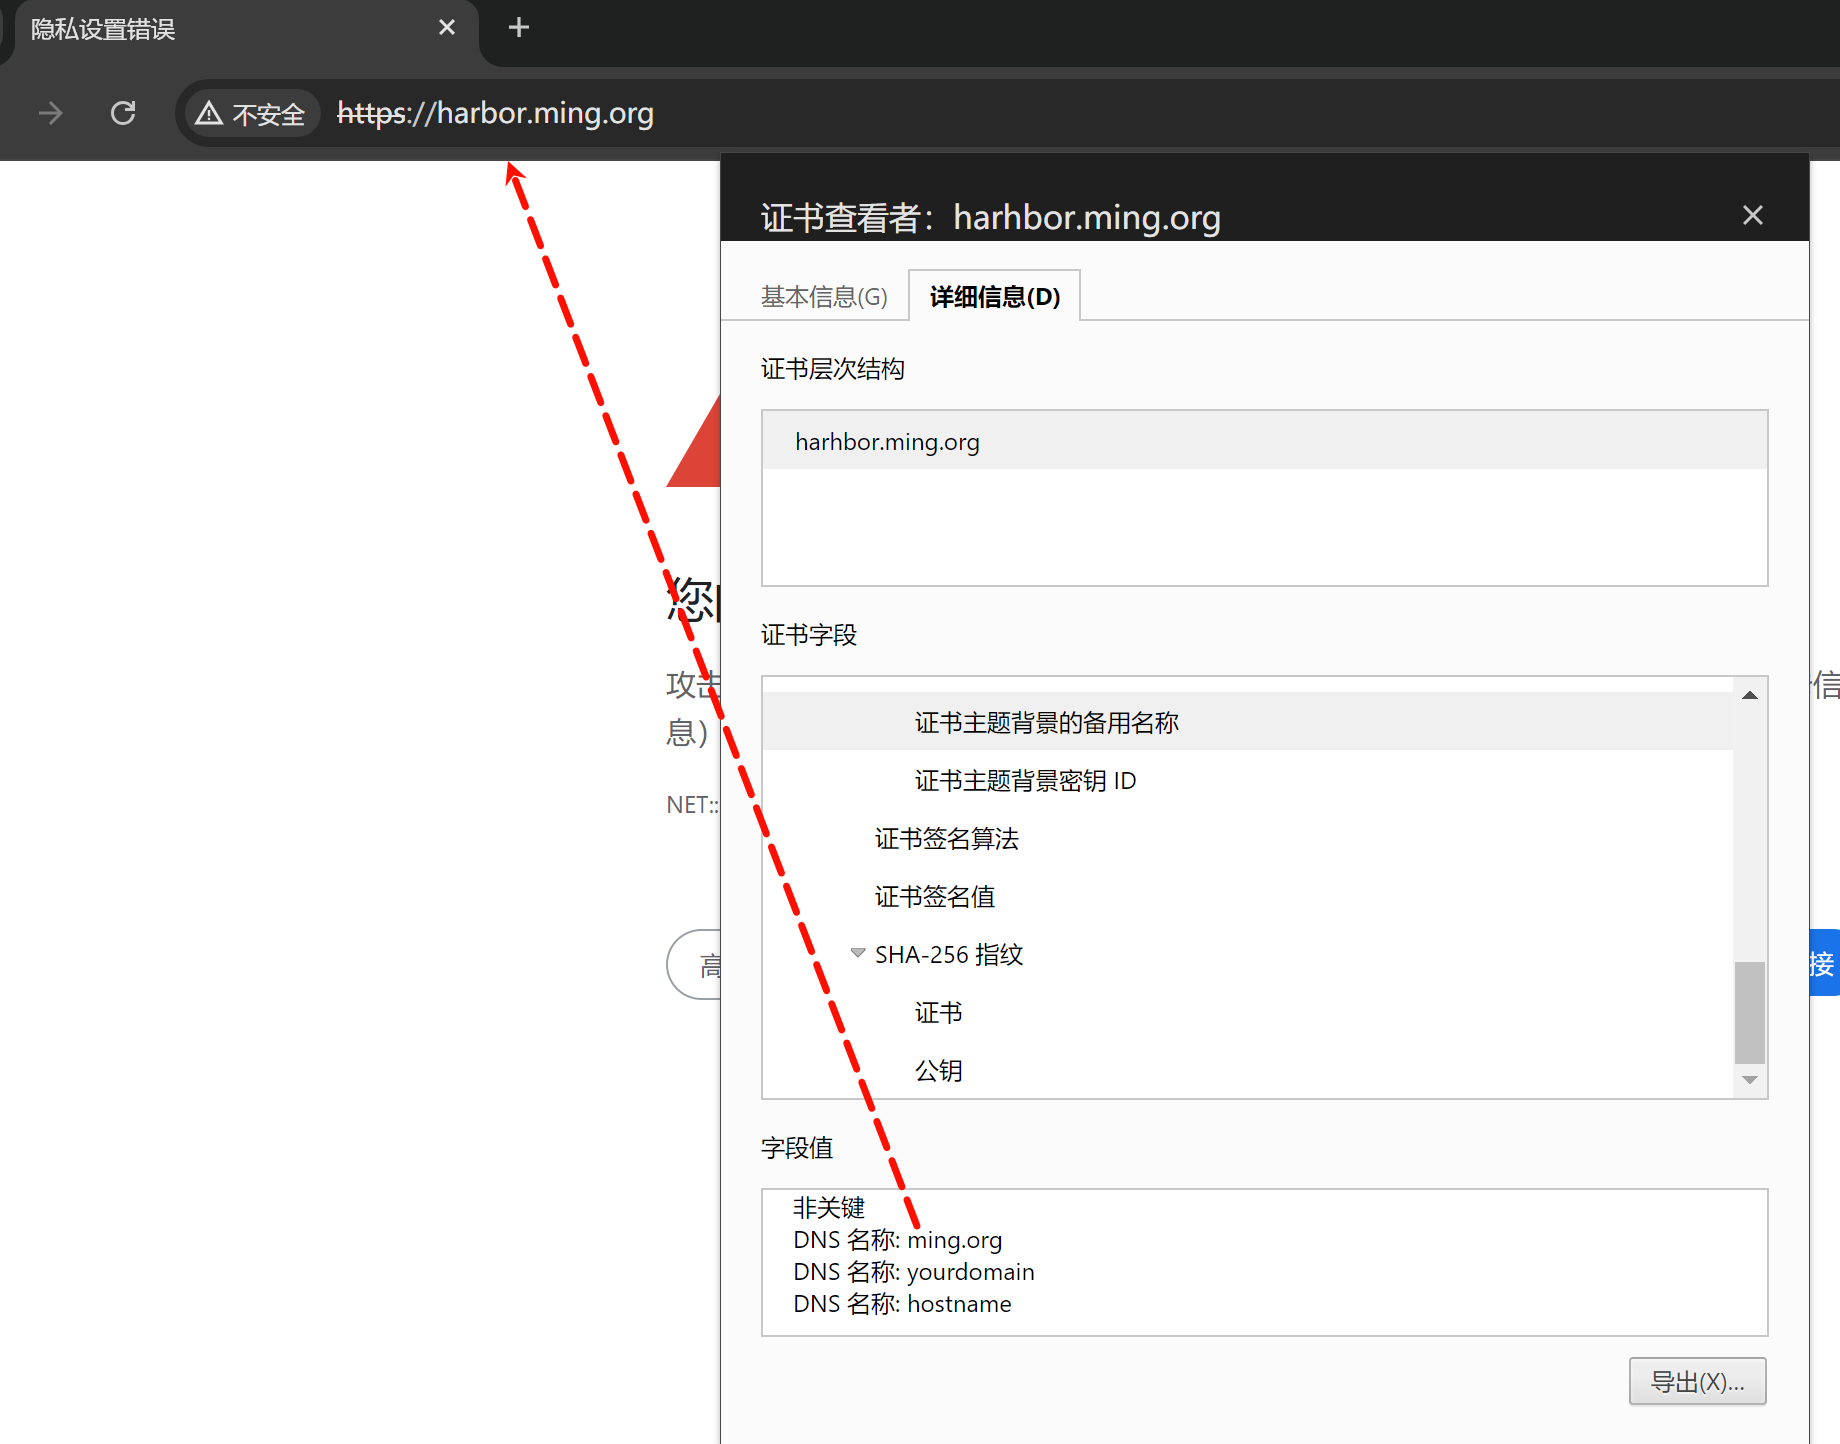 隐私设置错误
不安全
https://harbor.ming.org
证书查看者：harhbor.ming.org
基本信息(G)
详细信息(D)
证书层次结构
harhbor.ming.org
您
证书字段
攻击
信
息）
证书主题背景的备用名称
证书主题背景密钥 ID
NET::
证书签名算法
证书签名值
高
SHA-256 指纹
接
证书
公钥
字段值
非关键
DNS 名称: ming.org
DNS 名称: yourdomain
DNS 名称: hostname
导出(X)...